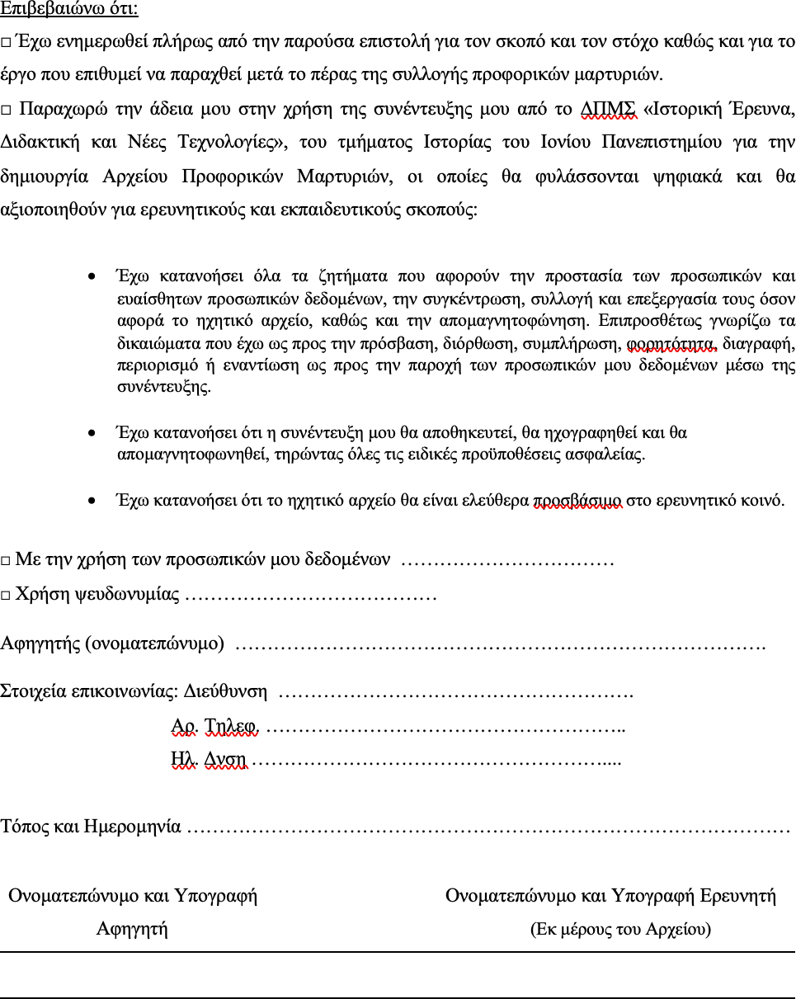 Επιβεβαιώνω ότι:
□ Έχω ενημερωθεί πλήρως από την παρούσα επιστολή για τον σκοπό και τον στόχο καθώς και για το
έργο που επιθυμεί να παραχθεί μετά το πέρας της συλλογής προφορικών μαρτυριών.
□ Παραχωρώ την άδεια μου στην χρήση της συνέντευξης μου από το ΔΠΜΣ «Ιστορική Έρευνα,
Διδακτική και Νέες Τεχνολογίες», του τμήματος Ιστορίας του Ιονίου Πανεπιστημίου για την
δημιουργία Αρχείου Προφορικών Μαρτυριών, οι οποίες θα φυλάσσονται ψηφιακά και θα
αξιοποιηθούν για ερευνητικούς και εκπαιδευτικούς σκοπούς:
• Έχω κατανοήσει όλα τα ζητήματα που αφορούν την προστασία των προσωπικών και
ευαίσθητων προσωπικών δεδομένων, την συγκέντρωση, συλλογή και επεξεργασία τους όσον
αφορά το ηχητικό αρχείο, καθώς και την απομαγνητοφώνηση. Επιπροσθέτως γνωρίζω τα
δικαιώματα που έχω ως προς την πρόσβαση, διόρθωση, συμπλήρωση, φορητότητα, διαγραφή,
περιορισμό ή εναντίωση ως προς την παροχή των προσωπικών μου δεδομένων μέσω της
συνέντευξης.
• Έχω κατανοήσει ότι η συνέντευξη μου θα αποθηκευτεί, θα ηχογραφηθεί και θα
απομαγνητοφωνηθεί, τηρώντας όλες τις ειδικές προϋποθέσεις ασφαλείας.
• Έχω κατανοήσει ότι το ηχητικό αρχείο θα είναι ελεύθερα προσβάσιμο στο ερευνητικό κοινό.
□ Με την χρήση των προσωπικών μου δεδομένων ……………………………
□ Χρήση ψευδωνυμίας …………………………………
Αφηγητής (ονοματεπώνυμο) ……………………………………………………………………….
Στοιχεία επικοινωνίας: Διεύθυνση ……………………………………………….
Αρ. Τηλεφ. ………………………………………………..
Ηλ. Δνση ………………………………………………....
Τόπος και Ημερομηνία …………………………………………………………………………………
Ονοματεπώνυμο και Υπογραφή Ονοματεπώνυμο και Υπογραφή Ερευνητή
Αφηγητή (Εκ μέρους του Αρχείου)